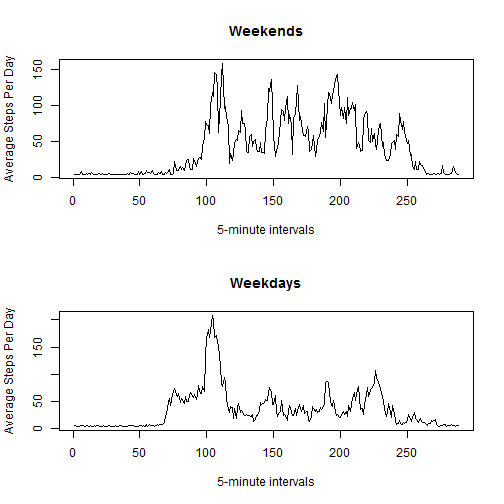 Weekends
Average Steps Per Day
150
100
50
0
0 50 100 150 200 250
5-minute intervals
Weekdays
Average Steps Per Day
150
50
0
0 50 100 150 200 250
5-minute intervals